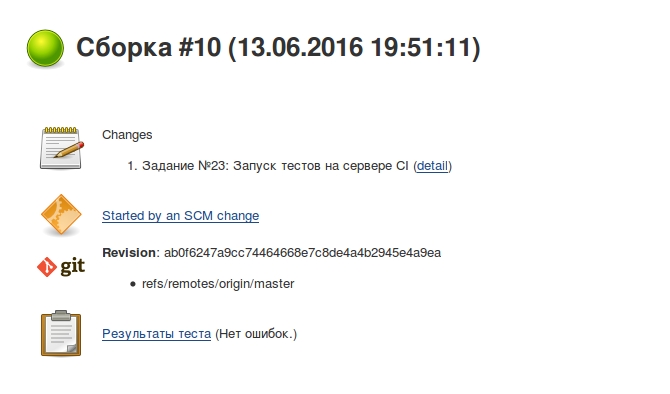 Сборка #10 (13.06.2016 19:51:11)
Changes
1. Задание №23: Запуск тестов на сервере CI (detail)
Started by an SCM change
git
Revision: ab0f6247a9cc74464668e7c8de4a4b2945e4a9ea
refs/remotes/origin/master
Результаты теста (Нет ошибок.)